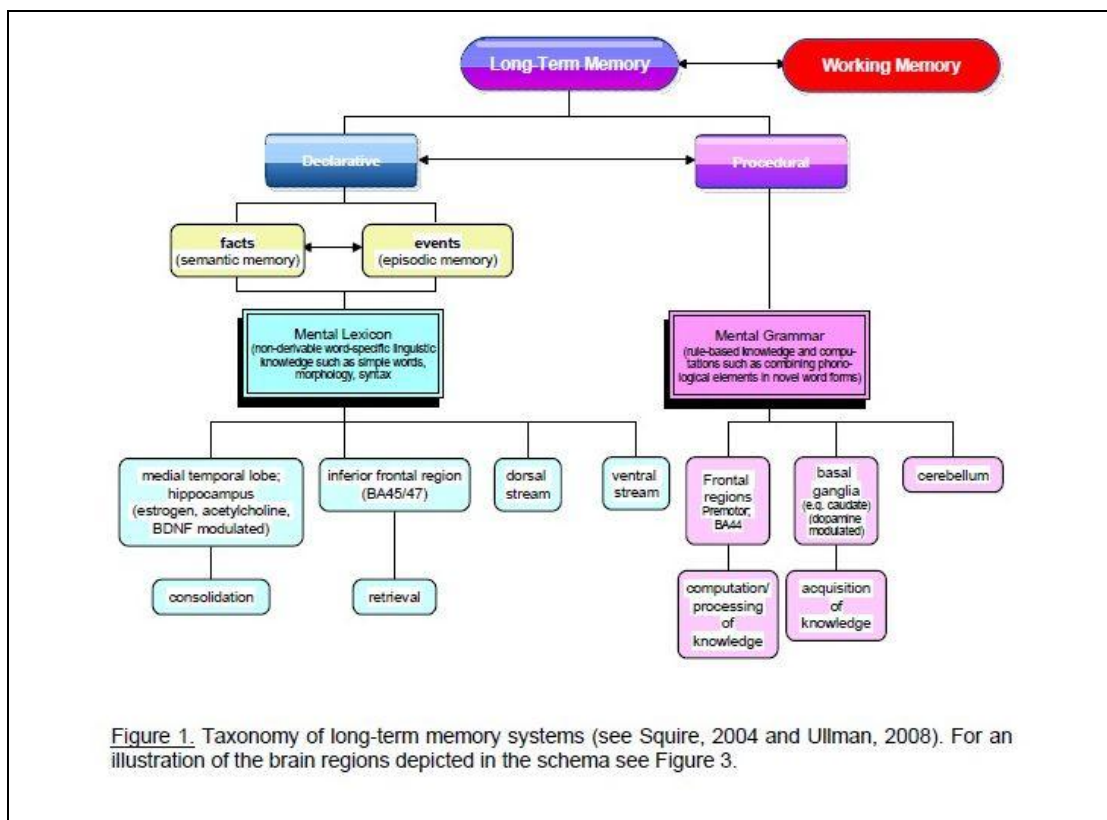 Long-Term Memory
Working Memory
Declarative
Procedural
facts
(semantic memory)
events
(episodic memory)
Mental Lexicon
(non-derivable word-specific linguistic
knowledge such as simple words,
morphology, syntax
Mental Grammar
(rule-based knowledge and compu-
tations such as combining phono-
logical elements in novel word forms)
medial temporal lobe;
hippocampus
(estrogen, acetylcholine,
BDNF modulated)
inferior frontal region
(BA45/47)
dorsal
stream
ventral
stream
Frontal
regions
Premotor;
BA44
basal
ganglia
(e.g. caudate)
(dopamine
modulated)
cerebellum
consolidation
retrieval
computation/
processing
of
knowledge
acquisition
of
knowledge
Figure 1. Taxonomy of long-term memory systems (see Squire, 2004 and Ullman, 2008). For an
illustration of the brain regions depicted in the schema see Figure 3.